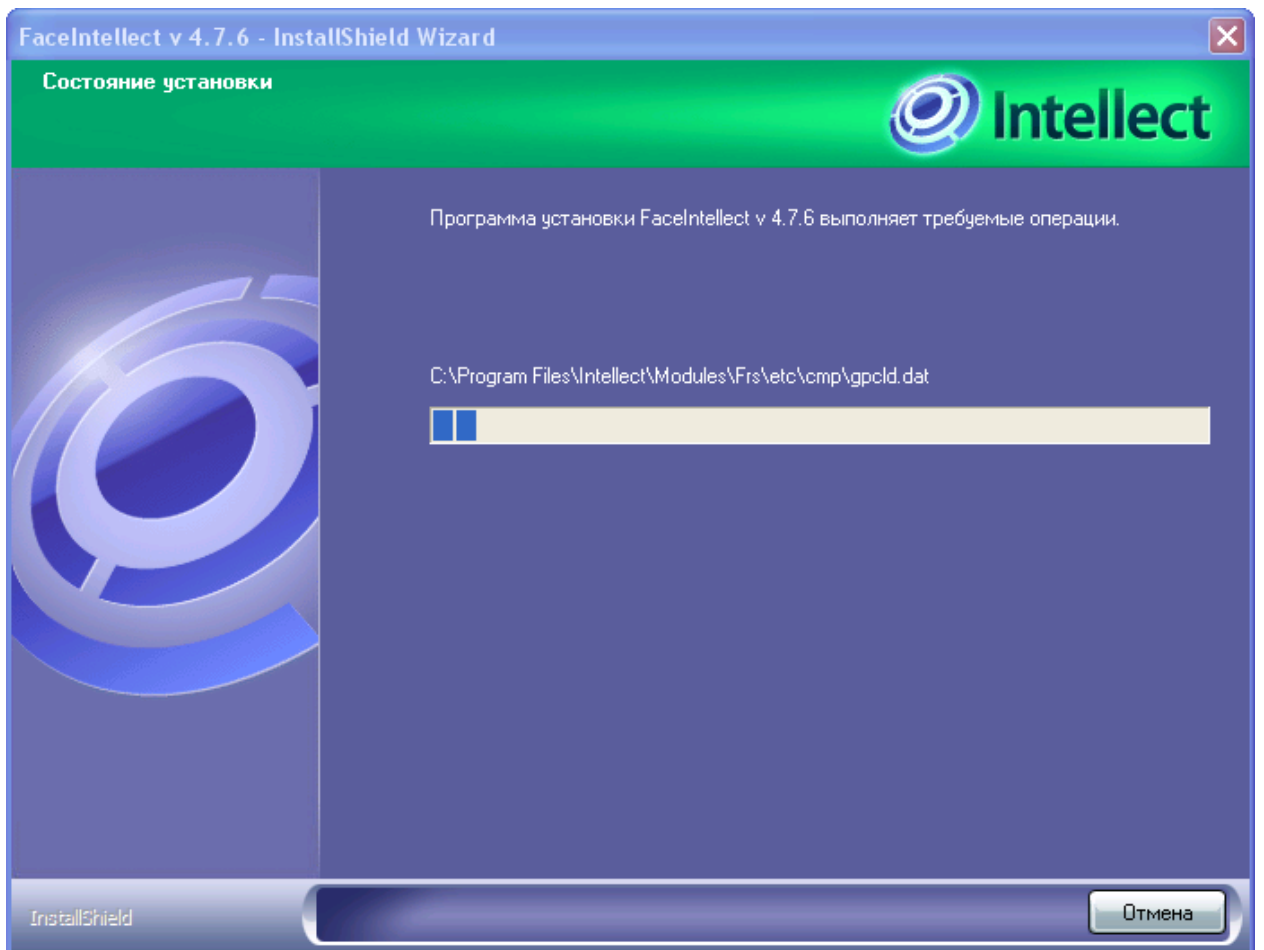 FaceIntellect v 4.7.6 - InstallShield Wizard
Состояние установки
Intellect
Программа установки FaceIntellect v 4.7.6 выполняет требуемые операции.
C:\Program Files\Intellect\Modules\Frs\etc\cmp\gpcld.dat
InstallShield
Отмена